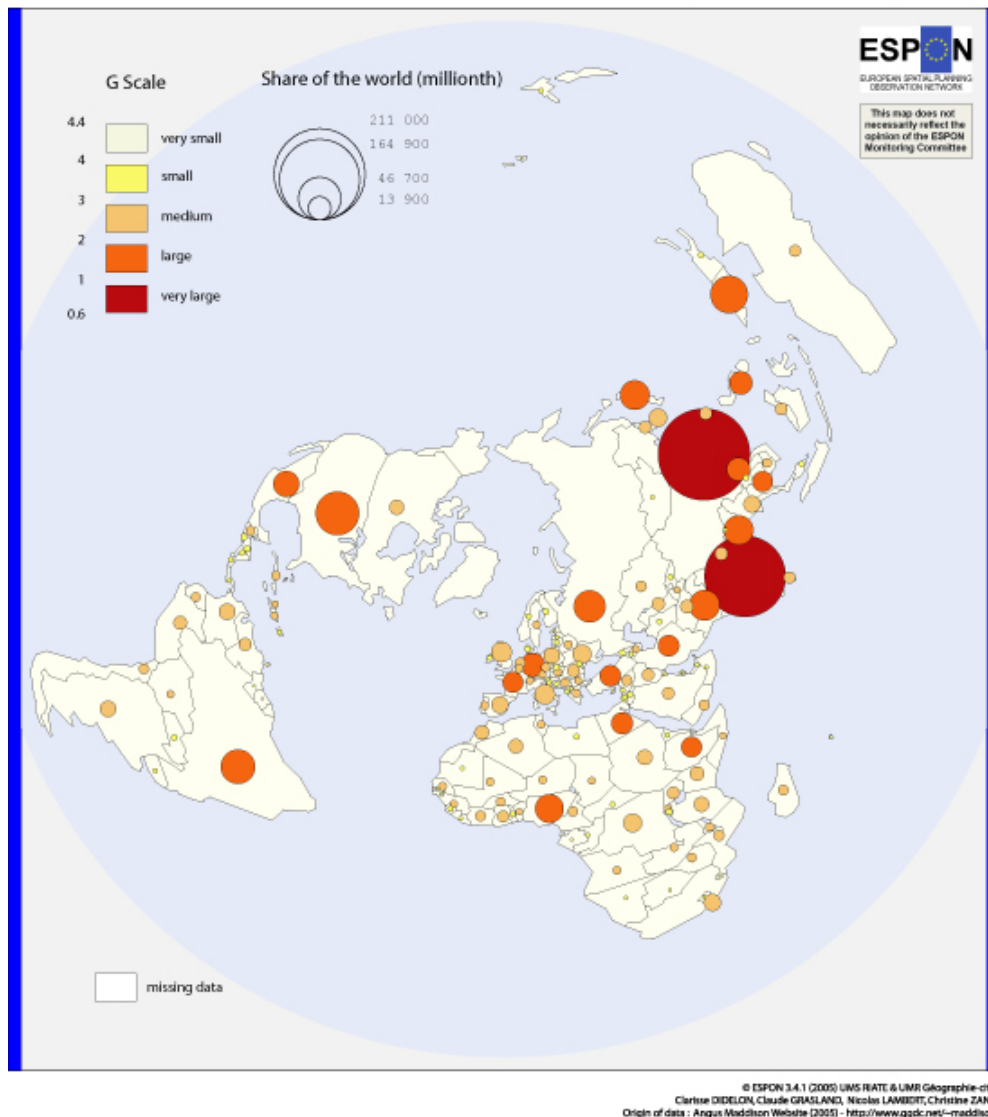 ESPON
EUROPEAN SPATIAL PLANNING
OBSERVATION NETWORK
This map does not
necessarily reflect the
opinion of the ESPON
Monitoring Committee
G Scale
Share of the world (millionth)
4.4
very small
4
small
3
medium
2
large
1
very large
0.6
211 000
164 900
46 700
13 900
missing data
© ESPON 3.4.1 (2005) UMS RIATE & UMR Géographie-cit
Clarisse DIDELON, Claude GRASLAND, Nicolas LAMBERT, Christine ZAN
Origin of data : Angus Maddison Website (2005) - http://www.ggdc.net/~maddiso